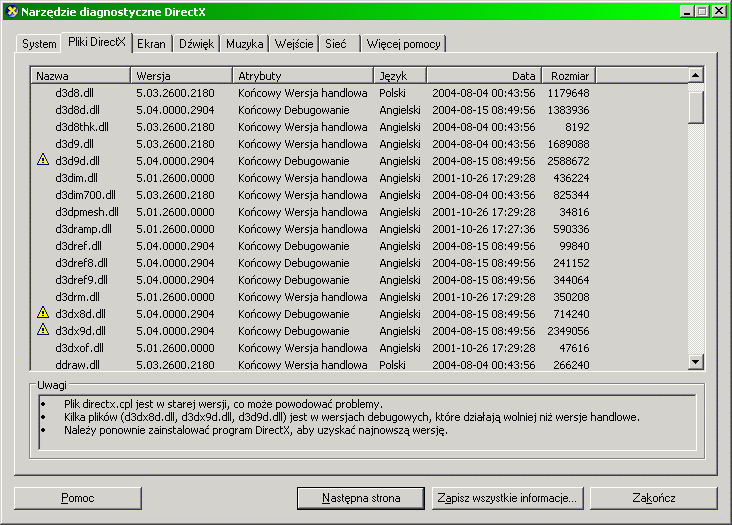 Narzędzie diagnostyczne DirectX
System Pliki DirectX Ekran Dźwięk Muzyka Wejście Sieć Więcej pomocy
Nazwa Wersja Atrybuty Język Data Rozmiar
d3d8.dll 5.03.2600.2180 Końcowy Wersja handlowa Polski 2004-08-04 00:43:56 1179648
d3d8d.dll 5.04.0000.2904 Końcowy Debugowanie Angielski 2004-08-15 08:49:56 1383936
d3d8thk.dll 5.03.2600.2180 Końcowy Wersja handlowa Angielski 2004-08-04 00:43:56 8192
d3d9.dll 5.03.2600.2180 Końcowy Wersja handlowa Angielski 2004-08-04 00:43:56 1689088
d3d9d.dll 5.04.0000.2904 Końcowy Debugowanie Angielski 2004-08-15 08:49:56 2588672
d3dim.dll 5.01.2600.0000 Końcowy Wersja handlowa Angielski 2001-10-26 17:29:28 436224
d3dim700.dll 5.03.2600.2180 Końcowy Wersja handlowa Angielski 2004-08-04 00:43:56 825344
d3dpmesh.dll 5.01.2600.0000 Końcowy Wersja handlowa Angielski 2001-10-26 17:29:28 34816
d3dramp.dll 5.01.2600.0000 Końcowy Wersja handlowa Angielski 2001-10-26 17:27:36 590336
d3dref.dll 5.04.0000.2904 Końcowy Debugowanie Angielski 2004-08-15 08:49:56 99840
d3dref8.dll 5.04.0000.2904 Końcowy Debugowanie Angielski 2004-08-15 08:49:56 241152
d3dref9.dll 5.04.0000.2904 Końcowy Debugowanie Angielski 2004-08-15 08:49:56 344064
d3drm.dll 5.01.2600.0000 Końcowy Wersja handlowa Angielski 2001-10-26 17:29:28 350208
d3dx8d.dll 5.04.0000.2904 Końcowy Debugowanie Angielski 2004-08-15 08:49:56 714240
d3dx9d.dll 5.04.0000.2904 Końcowy Debugowanie Angielski 2004-08-15 08:49:56 2349056
d3dxof.dll 5.01.2600.0000 Końcowy Wersja handlowa Angielski 2001-10-26 17:29:28 47616
ddraw.dll 5.03.2600.2180 Końcowy Wersja handlowa Polski 2004-08-04 00:43:56 266240
Uwagi
• Plik directx.cpl jest w starej wersji, co może powodować problemy.
• Kilka plików (d3dx8d.dll, d3dx9d.dll, d3d9d.dll) jest w wersjach debugowych, które działają wolniej niż wersje handlowe.
• Należy ponownie zainstalować program DirectX, aby uzyskać najnowszą wersję.
Pomoc Następna strona Zapisz wszystkie informacje... Zakończ